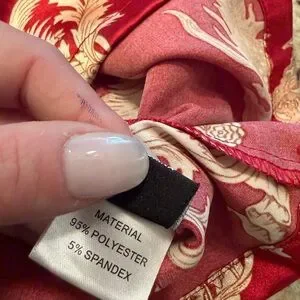 MATERIAL
95% POLYESTER
5% SPANDEX